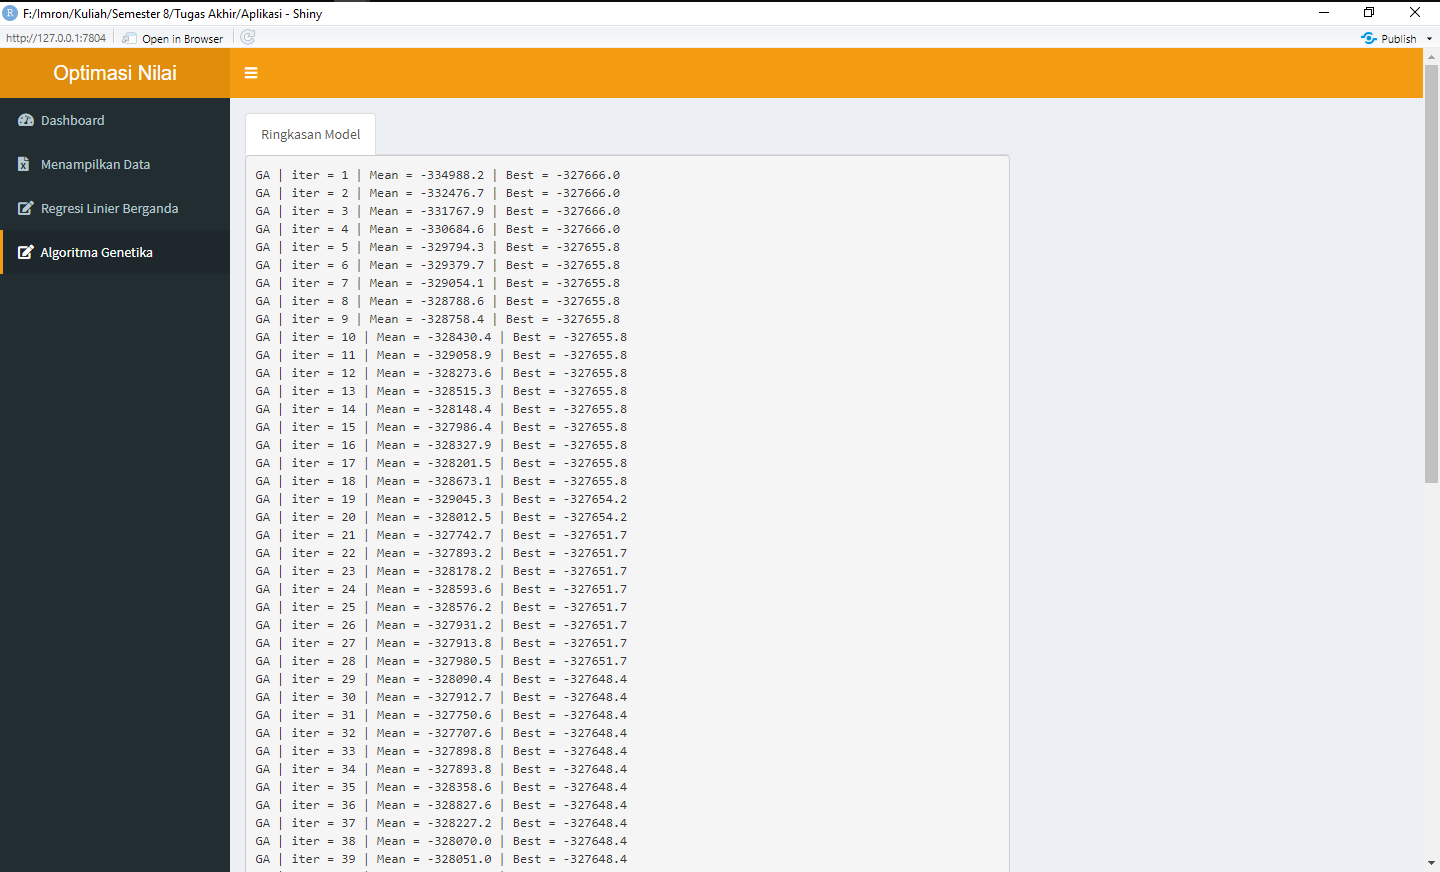 F:/Imron/Kuliah/Semester 8/Tugas Akhir/Aplikasi - Shiny
http://127.0.0.1:7804 Open in Browser Publish
Optimasi Nilai
Dashboard
Menampilkan Data
Regresi Linier Berganda
Algoritma Genetika
Ringkasan Model
GA | iter = 1 | Mean = -334988.2 | Best = -327666.0
GA | iter = 2 | Mean = -332476.7 | Best = -327666.0
GA | iter = 3 | Mean = -331767.9 | Best = -327666.0
GA | iter = 4 | Mean = -330684.6 | Best = -327666.0
GA | iter = 5 | Mean = -329794.3 | Best = -327655.8
GA | iter = 6 | Mean = -329379.7 | Best = -327655.8
GA | iter = 7 | Mean = -329054.1 | Best = -327655.8
GA | iter = 8 | Mean = -328788.6 | Best = -327655.8
GA | iter = 9 | Mean = -328758.4 | Best = -327655.8
GA | iter = 10 | Mean = -328430.4 | Best = -327655.8
GA | iter = 11 | Mean = -329058.9 | Best = -327655.8
GA | iter = 12 | Mean = -328273.6 | Best = -327655.8
GA | iter = 13 | Mean = -328515.3 | Best = -327655.8
GA | iter = 14 | Mean = -328148.4 | Best = -327655.8
GA | iter = 15 | Mean = -327986.4 | Best = -327655.8
GA | iter = 16 | Mean = -328327.9 | Best = -327655.8
GA | iter = 17 | Mean = -328201.5 | Best = -327655.8
GA | iter = 18 | Mean = -328673.1 | Best = -327655.8
GA | iter = 19 | Mean = -329045.3 | Best = -327654.2
GA | iter = 20 | Mean = -328012.5 | Best = -327654.2
GA | iter = 21 | Mean = -327742.7 | Best = -327651.7
GA | iter = 22 | Mean = -327893.2 | Best = -327651.7
GA | iter = 23 | Mean = -328178.2 | Best = -327651.7
GA | iter = 24 | Mean = -328593.6 | Best = -327651.7
GA | iter = 25 | Mean = -328576.2 | Best = -327651.7
GA | iter = 26 | Mean = -327931.2 | Best = -327651.7
GA | iter = 27 | Mean = -327913.8 | Best = -327651.7
GA | iter = 28 | Mean = -327980.5 | Best = -327651.7
GA | iter = 29 | Mean = -328090.4 | Best = -327648.4
GA | iter = 30 | Mean = -327912.7 | Best = -327648.4
GA | iter = 31 | Mean = -327750.6 | Best = -327648.4
GA | iter = 32 | Mean = -327707.6 | Best = -327648.4
GA | iter = 33 | Mean = -327898.8 | Best = -327648.4
GA | iter = 34 | Mean = -327893.8 | Best = -327648.4
GA | iter = 35 | Mean = -328358.6 | Best = -327648.4
GA | iter = 36 | Mean = -328827.6 | Best = -327648.4
GA | iter = 37 | Mean = -328227.2 | Best = -327648.4
GA | iter = 38 | Mean = -328070.0 | Best = -327648.4
GA | iter = 39 | Mean = -328051.0 | Best = -327648.4